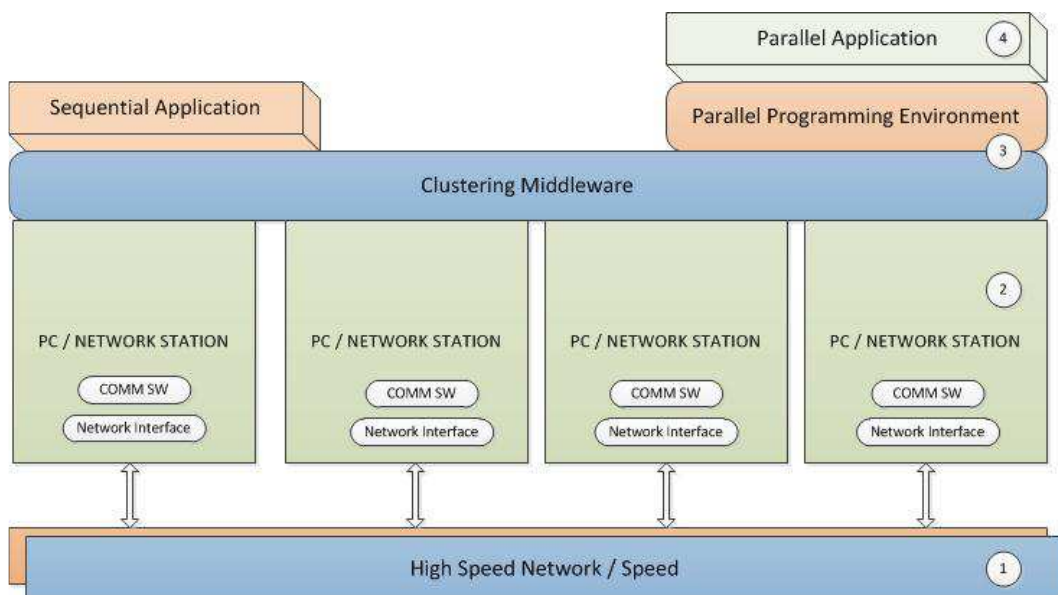 Parallel Application 4
Sequential Application
Parallel Programming Environment
3
Clustering Middleware
2
PC / NETWORK STATION PC / NETWORK STATION PC / NETWORK STATION PC / NETWORK STATION
COMM SW COMM SW COMM SW COMM SW
Network Interface Network Interface Network Interface Network Interface
High Speed Network / Speed 1